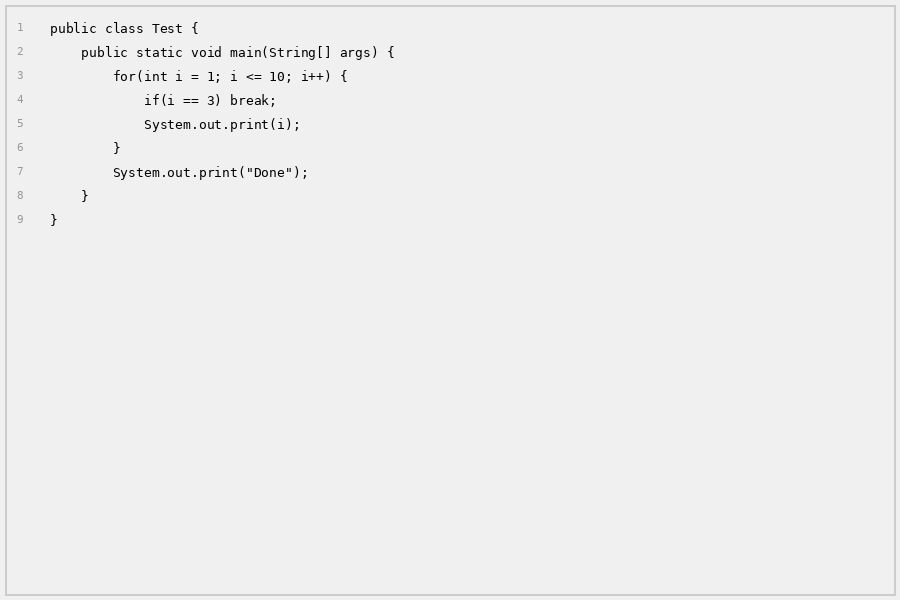 1 public class Test {
2     public static void main(String[] args) {
3         for(int i = 1; i <= 10; i++) {
4             if(i == 3) break;
5             System.out.print(i);
6         }
7         System.out.print("Done");
8     }
9 }